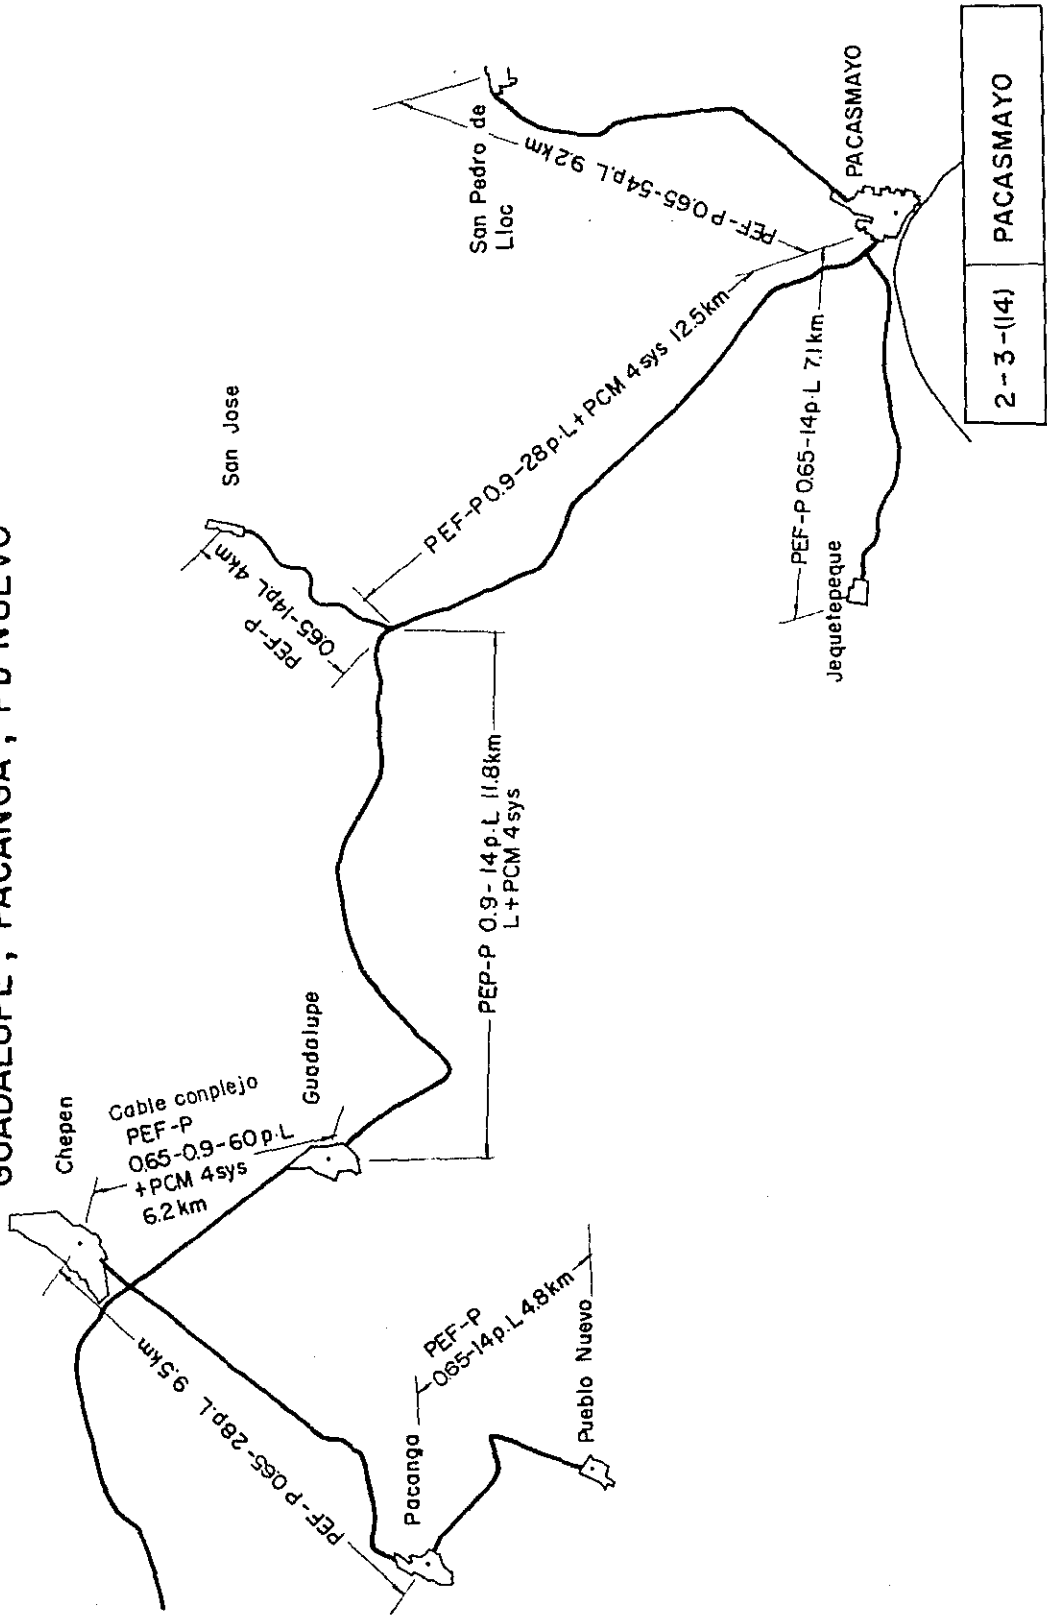 GUADALUPE, PACANGA, PB NUEVO
Chepen
Cable conplejo
PEF-P
0.65-0.9-60p.L
+PCM 4sys
6.2km
Guadalupe
PEF-P 0.65-28p.L 9.5km
Pacanga
PEF-P
0.65-14p.L 4.8km
Pueblo Nuevo
PEP-P 0.9-14p.L 11.8km
L+PCM 4sys
San Jose
PEF-P
0.65-14p.L 4km
PEF-P 0.9-28p.L+PCM 4sys 12.5km
San Pedro de
Lloc
PEF-P 0.65-54p.L 9.2km
PACASMAYO
PEF-P 0.65-14p.L 7.1km
Jequetepeque
2-3-(14) PACASMAYO